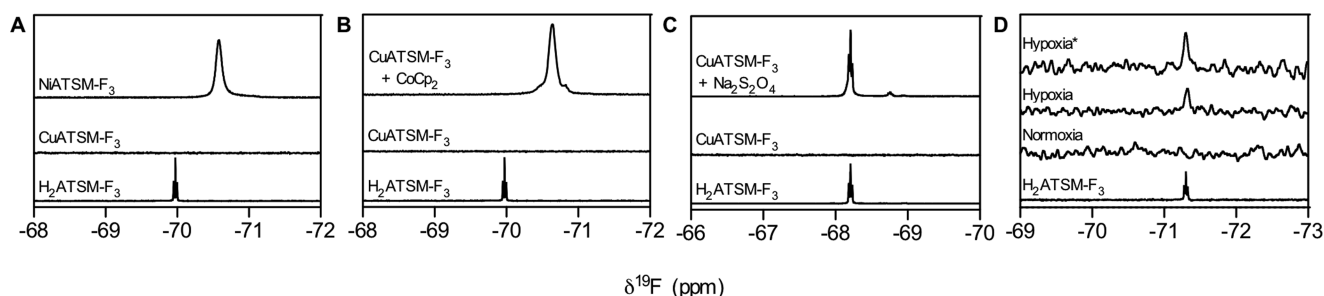 A
NiATSM-F₃
CuATSM-F₃
H₂ATSM-F₃
-68 -69 -70 -71 -72
B
CuATSM-F₃
+ CoCp₂
CuATSM-F₃
H₂ATSM-F₃
-68 -69 -70 -71 -72
C
CuATSM-F₃
+ Na₂S₂O₄
CuATSM-F₃
H₂ATSM-F₃
-66 -67 -68 -69 -70
D
Hypoxia*
Hypoxia
Normoxia
H₂ATSM-F₃
-69 -70 -71 -72 -73
δ¹⁹F (ppm)